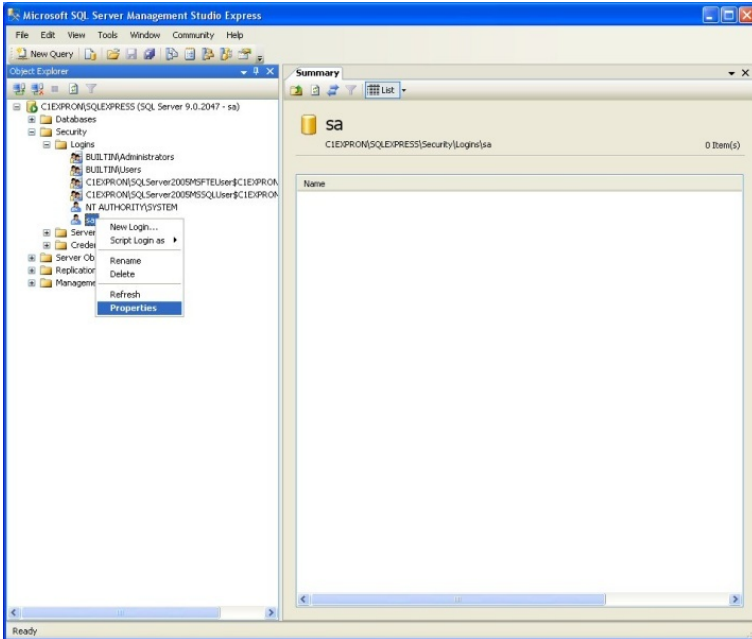 Microsoft SQL Server Management Studio Express
File Edit View Tools Window Community Help
New Query
Object Explorer
Summary
List
C1EXPRON\SQLEXPRESS (SQL Server 9.0.2047 - sa)
Databases
Security
Logins
BUILTIN\Administrators
BUILTIN\Users
C1EXPRON\SQLServer2005MSFTEUser$C1EXPRON
C1EXPRON\SQLServer2005MSSQLUser$C1EXPRON
NT AUTHORITY\SYSTEM
sa
Server
Creder
Server Ob
Replication
Manageme
New Login...
Script Login as
Rename
Delete
Refresh
Properties
sa
C1EXPRON\SQLEXPRESS\Security\Logins\sa
0 Item(s)
Name
Ready